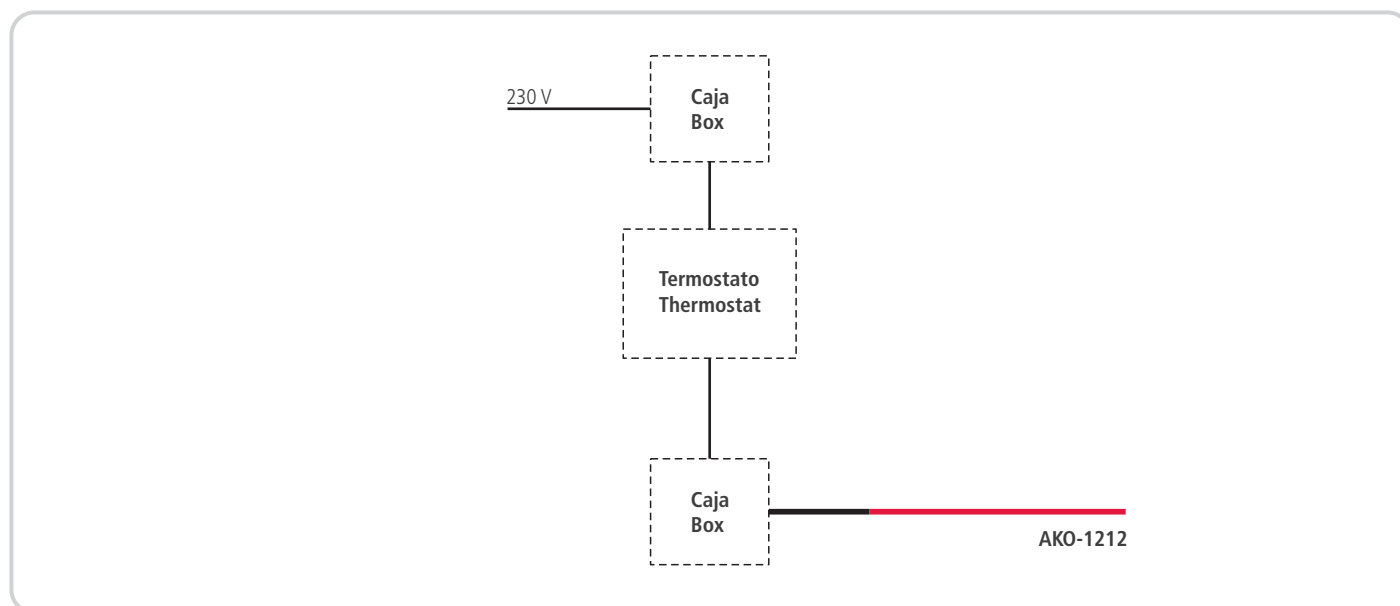 230 V
Caja
Box
Termostato
Thermostat
Caja
Box
AKO-1212